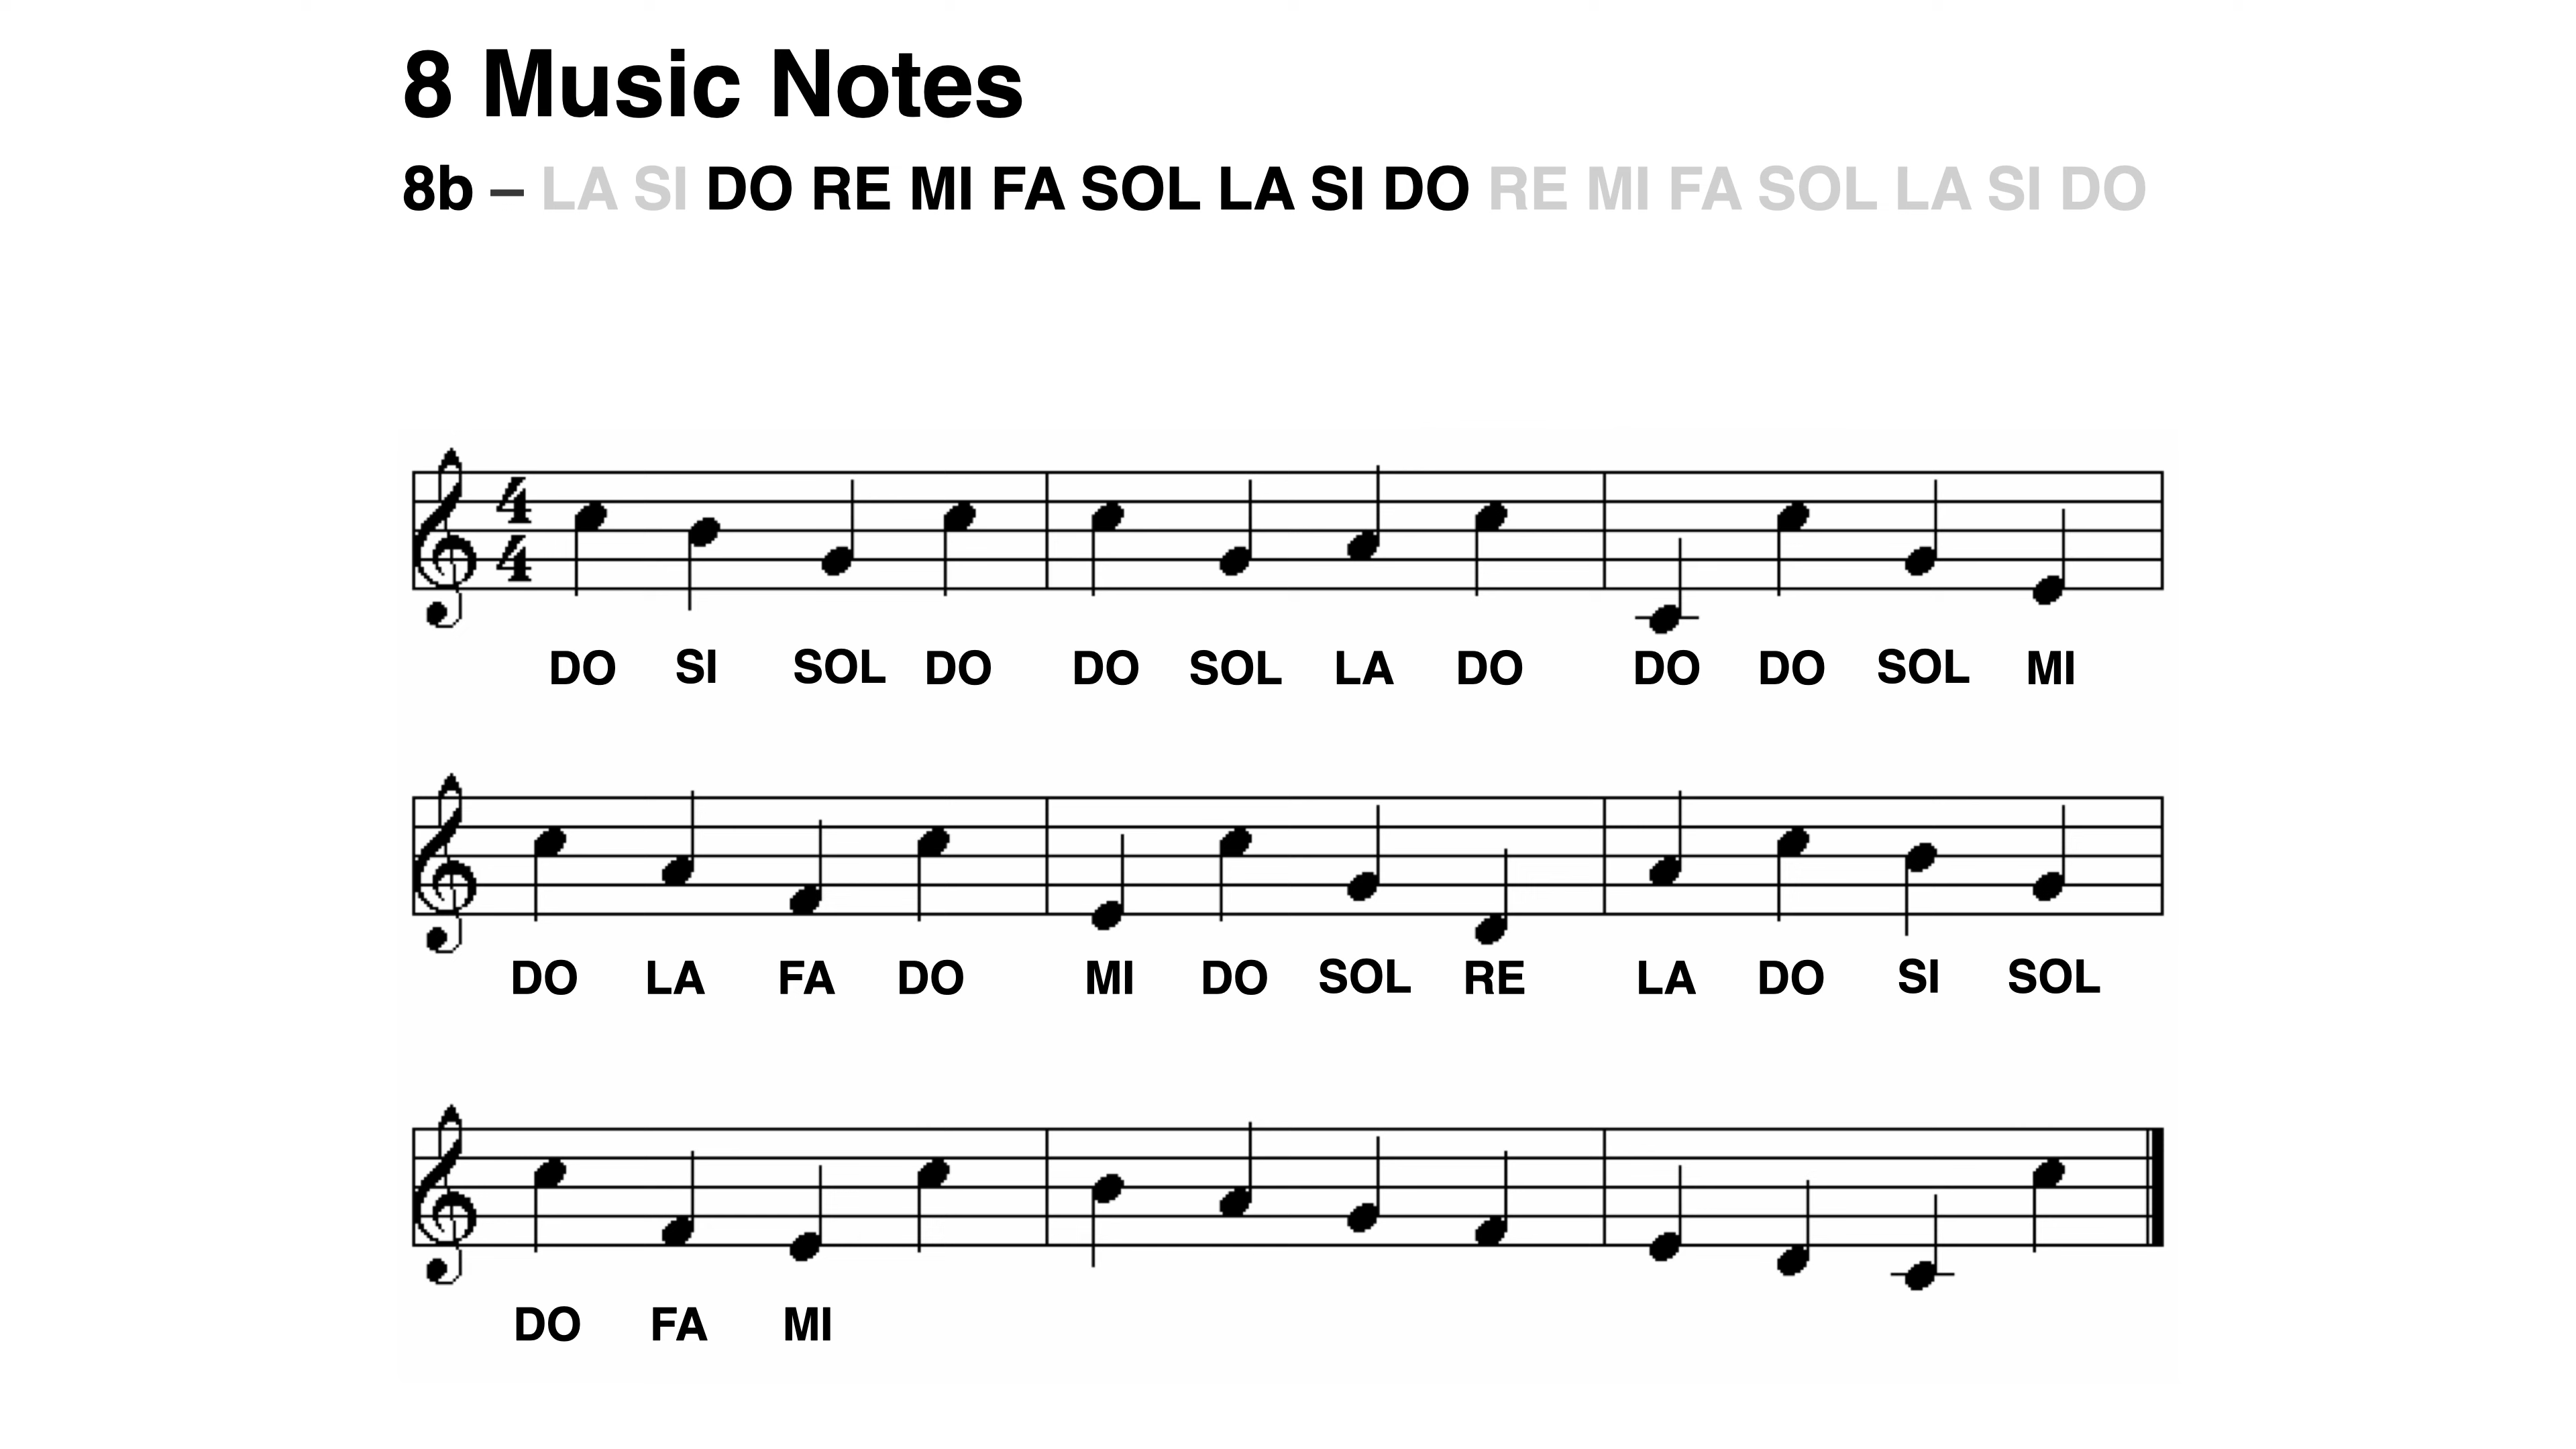 8 Music Notes
8b – LA SI DO RE MI FA SOL LA SI DO RE MI FA SOL LA SI DO
4
4
DO SI SOL DO DO SOL LA DO DO DO SOL MI
DO LA FA DO MI DO SOL RE LA DO SI SOL
DO FA MI